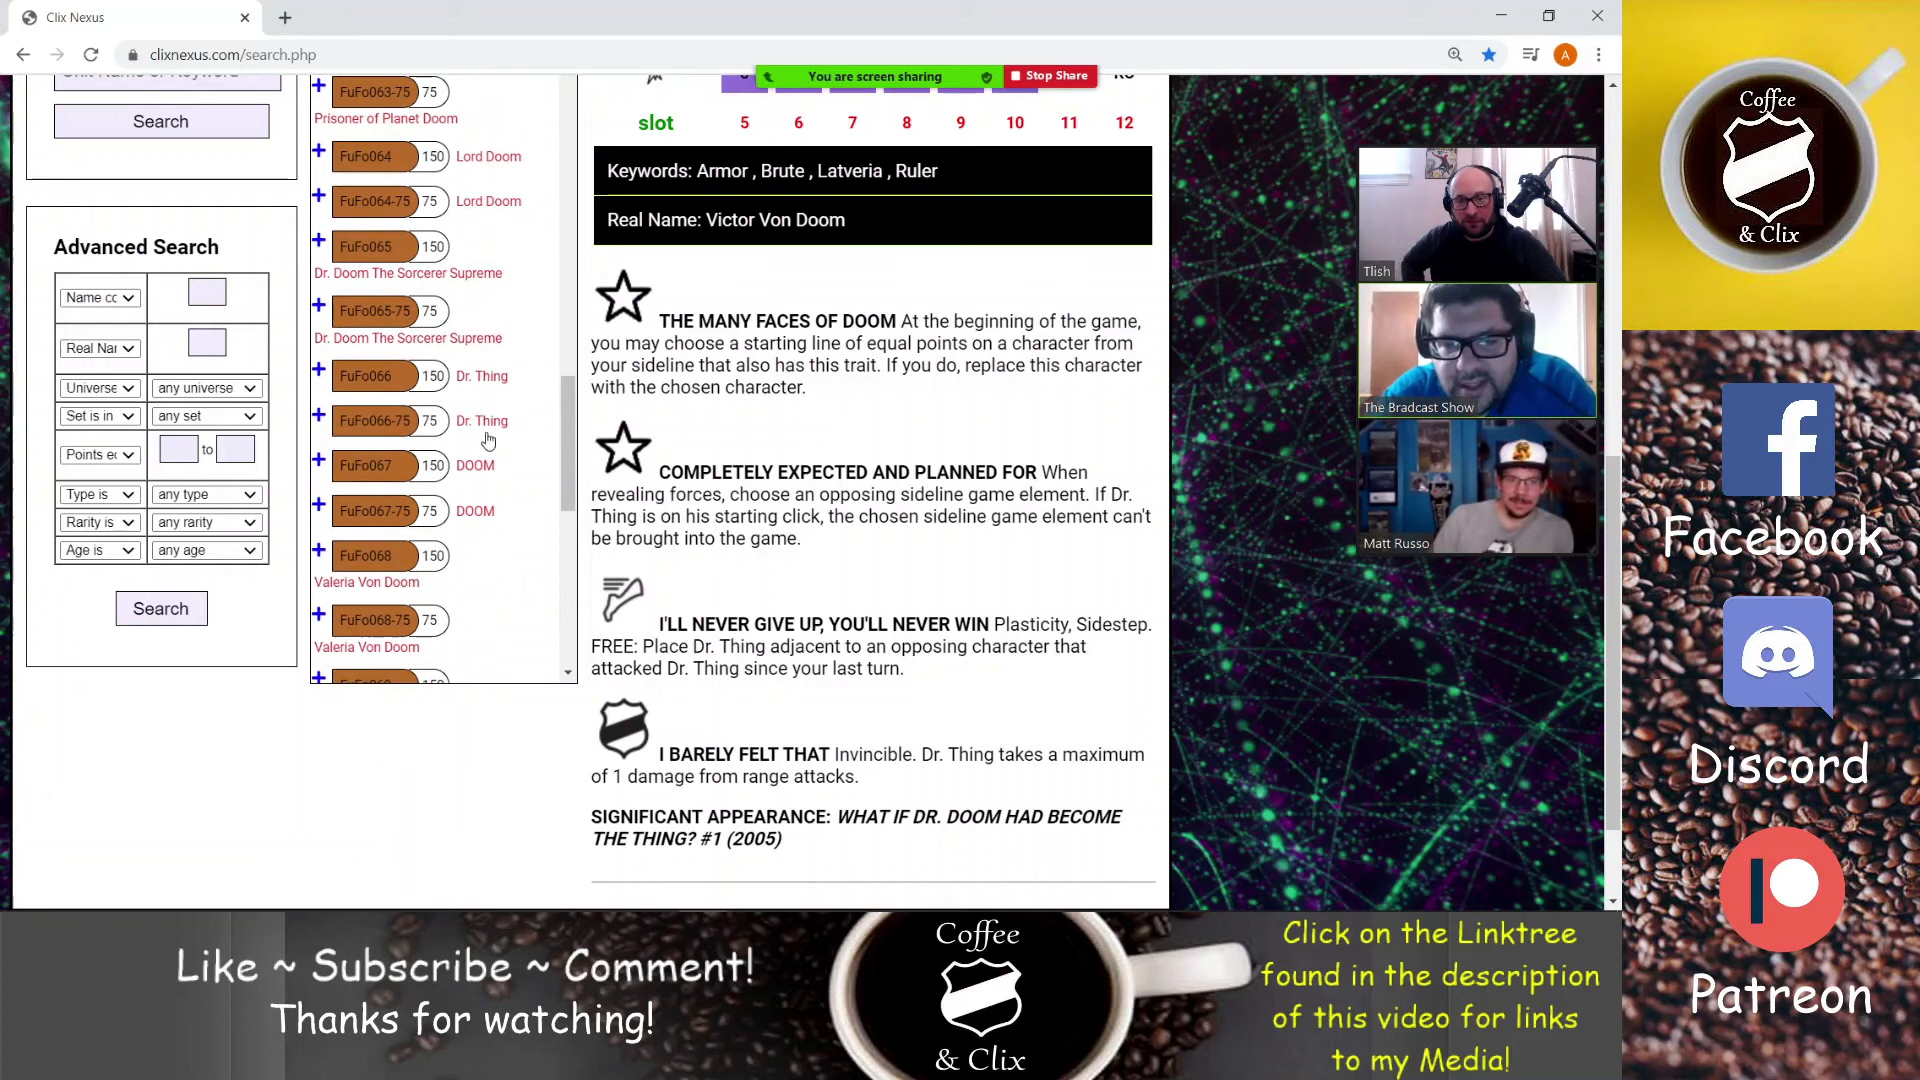 Clix Nexus
clixnexus.com/search.php
A
You are screen sharing
Stop Share
Search
Advanced Search
Name cc
Real Nar
Universe any universe
Set is in any set
Points ec to
Type is any type
Rarity is any rarity
Age is any age
Search
FuFo063-75 75
Prisoner of Planet Doom
FuFo064 150 Lord Doom
FuFo064-75 75 Lord Doom
FuFo065 150
Dr. Doom The Sorcerer Supreme
FuFo065-75 75
Dr. Doom The Sorcerer Supreme
FuFo066 150 Dr. Thing
FuFo066-75 75 Dr. Thing
FuFo067 150 DOOM
FuFo067-75 75 DOOM
FuFo068 150
Valeria Von Doom
FuFo068-75 75
Valeria Von Doom
slot 5 6 7 8 9 10 11 12
Keywords: Armor , Brute , Latveria , Ruler
Real Name: Victor Von Doom
THE MANY FACES OF DOOM At the beginning of the game,
you may choose a starting line of equal points on a character from
your sideline that also has this trait. If you do, replace this character
with the chosen character.
COMPLETELY EXPECTED AND PLANNED FOR When
revealing forces, choose an opposing sideline game element. If Dr.
Thing is on his starting click, the chosen sideline game element can't
be brought into the game.
I'LL NEVER GIVE UP, YOU'LL NEVER WIN Plasticity, Sidestep.
FREE: Place Dr. Thing adjacent to an opposing character that
attacked Dr. Thing since your last turn.
I BARELY FELT THAT Invincible. Dr. Thing takes a maximum
of 1 damage from range attacks.
SIGNIFICANT APPEARANCE: WHAT IF DR. DOOM HAD BECOME
THE THING? #1 (2005)
Tlish
The Bradcast Show
Matt Russo
Coffee
& Clix
Facebook
Discord
Patreon
Like ~ Subscribe ~ Comment!
Thanks for watching!
Coffee
& Clix
Click on the Linktree
found in the description
of this video for links
to my Media!